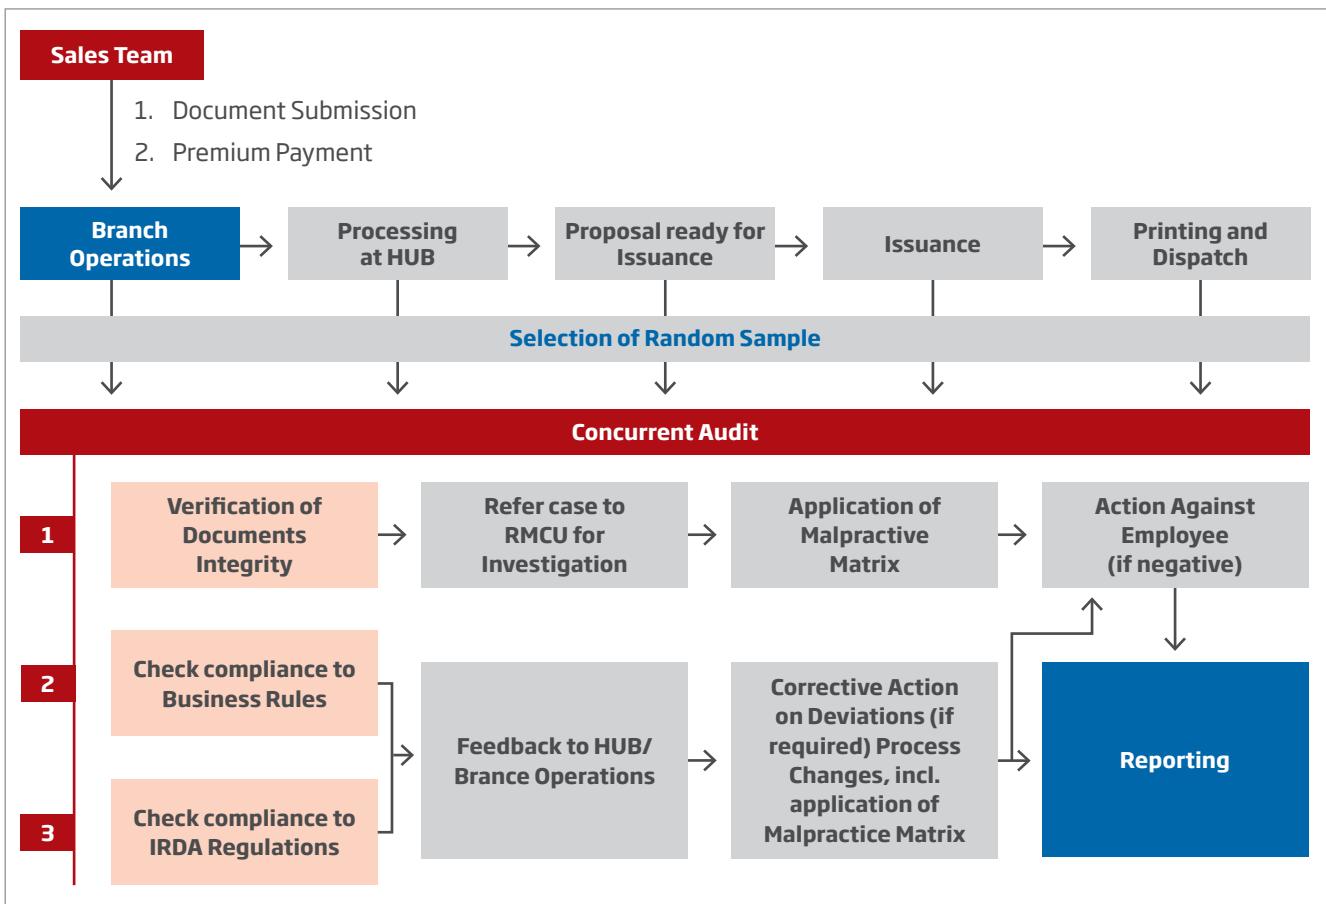 Sales Team
1. Document Submission
2. Premium Payment
Branch
Operations
Processing
at HUB
Proposal ready for
Issuance
Issuance
Printing and
Dispatch
Selection of Random Sample
Concurrent Audit
1
Verification of
Documents
Integrity
Refer case to
RMCU for
Investigation
Application of
Malpractive
Matrix
Action Against
Employee
(if negative)
2
Check compliance to
Business Rules
Feedback to HUB/
Brance Operations
Corrective Action
on Deviations (if
required) Process
Changes, incl.
application of
Malpractice Matrix
Reporting
3
Check compliance to
IRDA Regulations